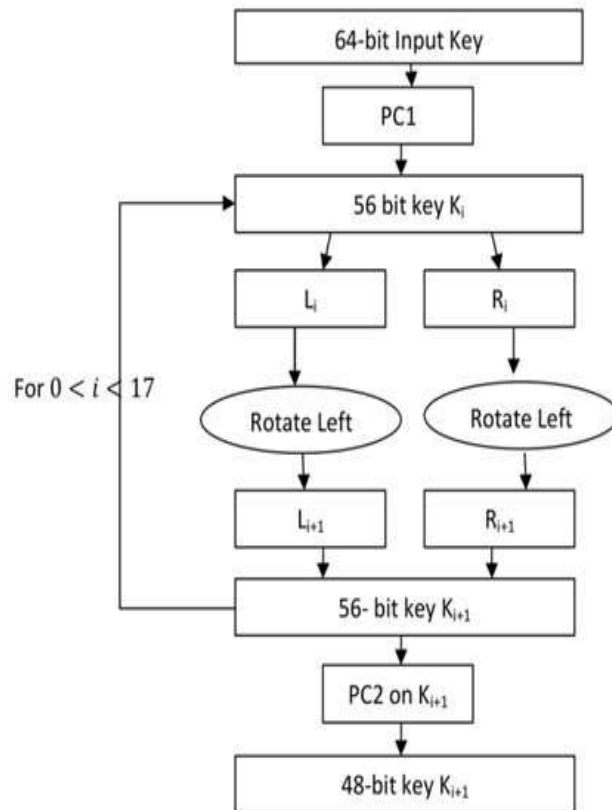 64-bit Input Key
PC1
56 bit key Kᵢ
Lᵢ
Rᵢ
For 0 < i < 17
Rotate Left
Rotate Left
Lᵢ₊₁
Rᵢ₊₁
56- bit key Kᵢ₊₁
PC2 on Kᵢ₊₁
48-bit key Kᵢ₊₁